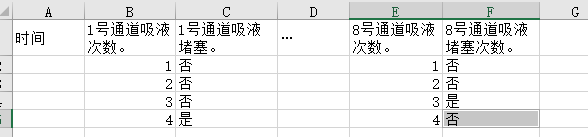 A B C D E F G
时间 1号通道吸液次数。 1号通道吸液堵塞。 … 8号通道吸液次数。 8号通道吸液堵塞次数。
1 否 1 否
2 否 2 否
3 否 3 是
4 是 4 否